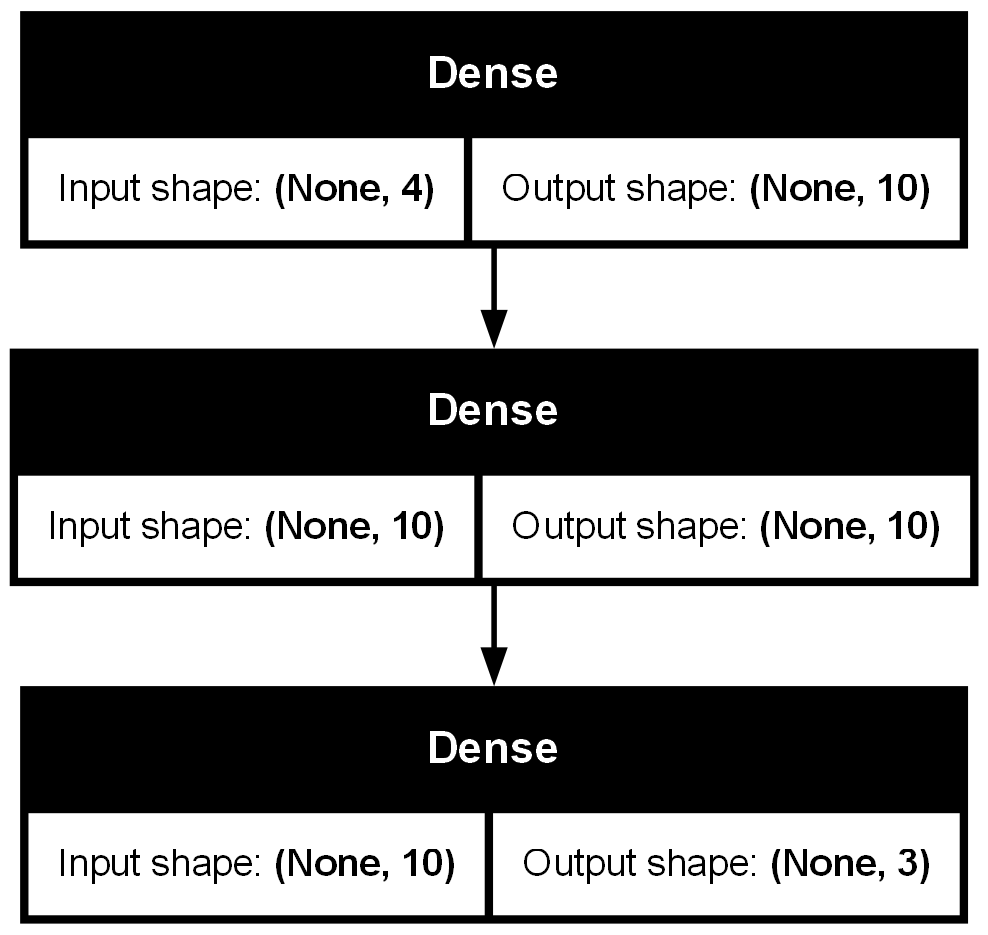 Dense
Input shape: (None, 4) Output shape: (None, 10)
Dense
Input shape: (None, 10) Output shape: (None, 10)
Dense
Input shape: (None, 10) Output shape: (None, 3)